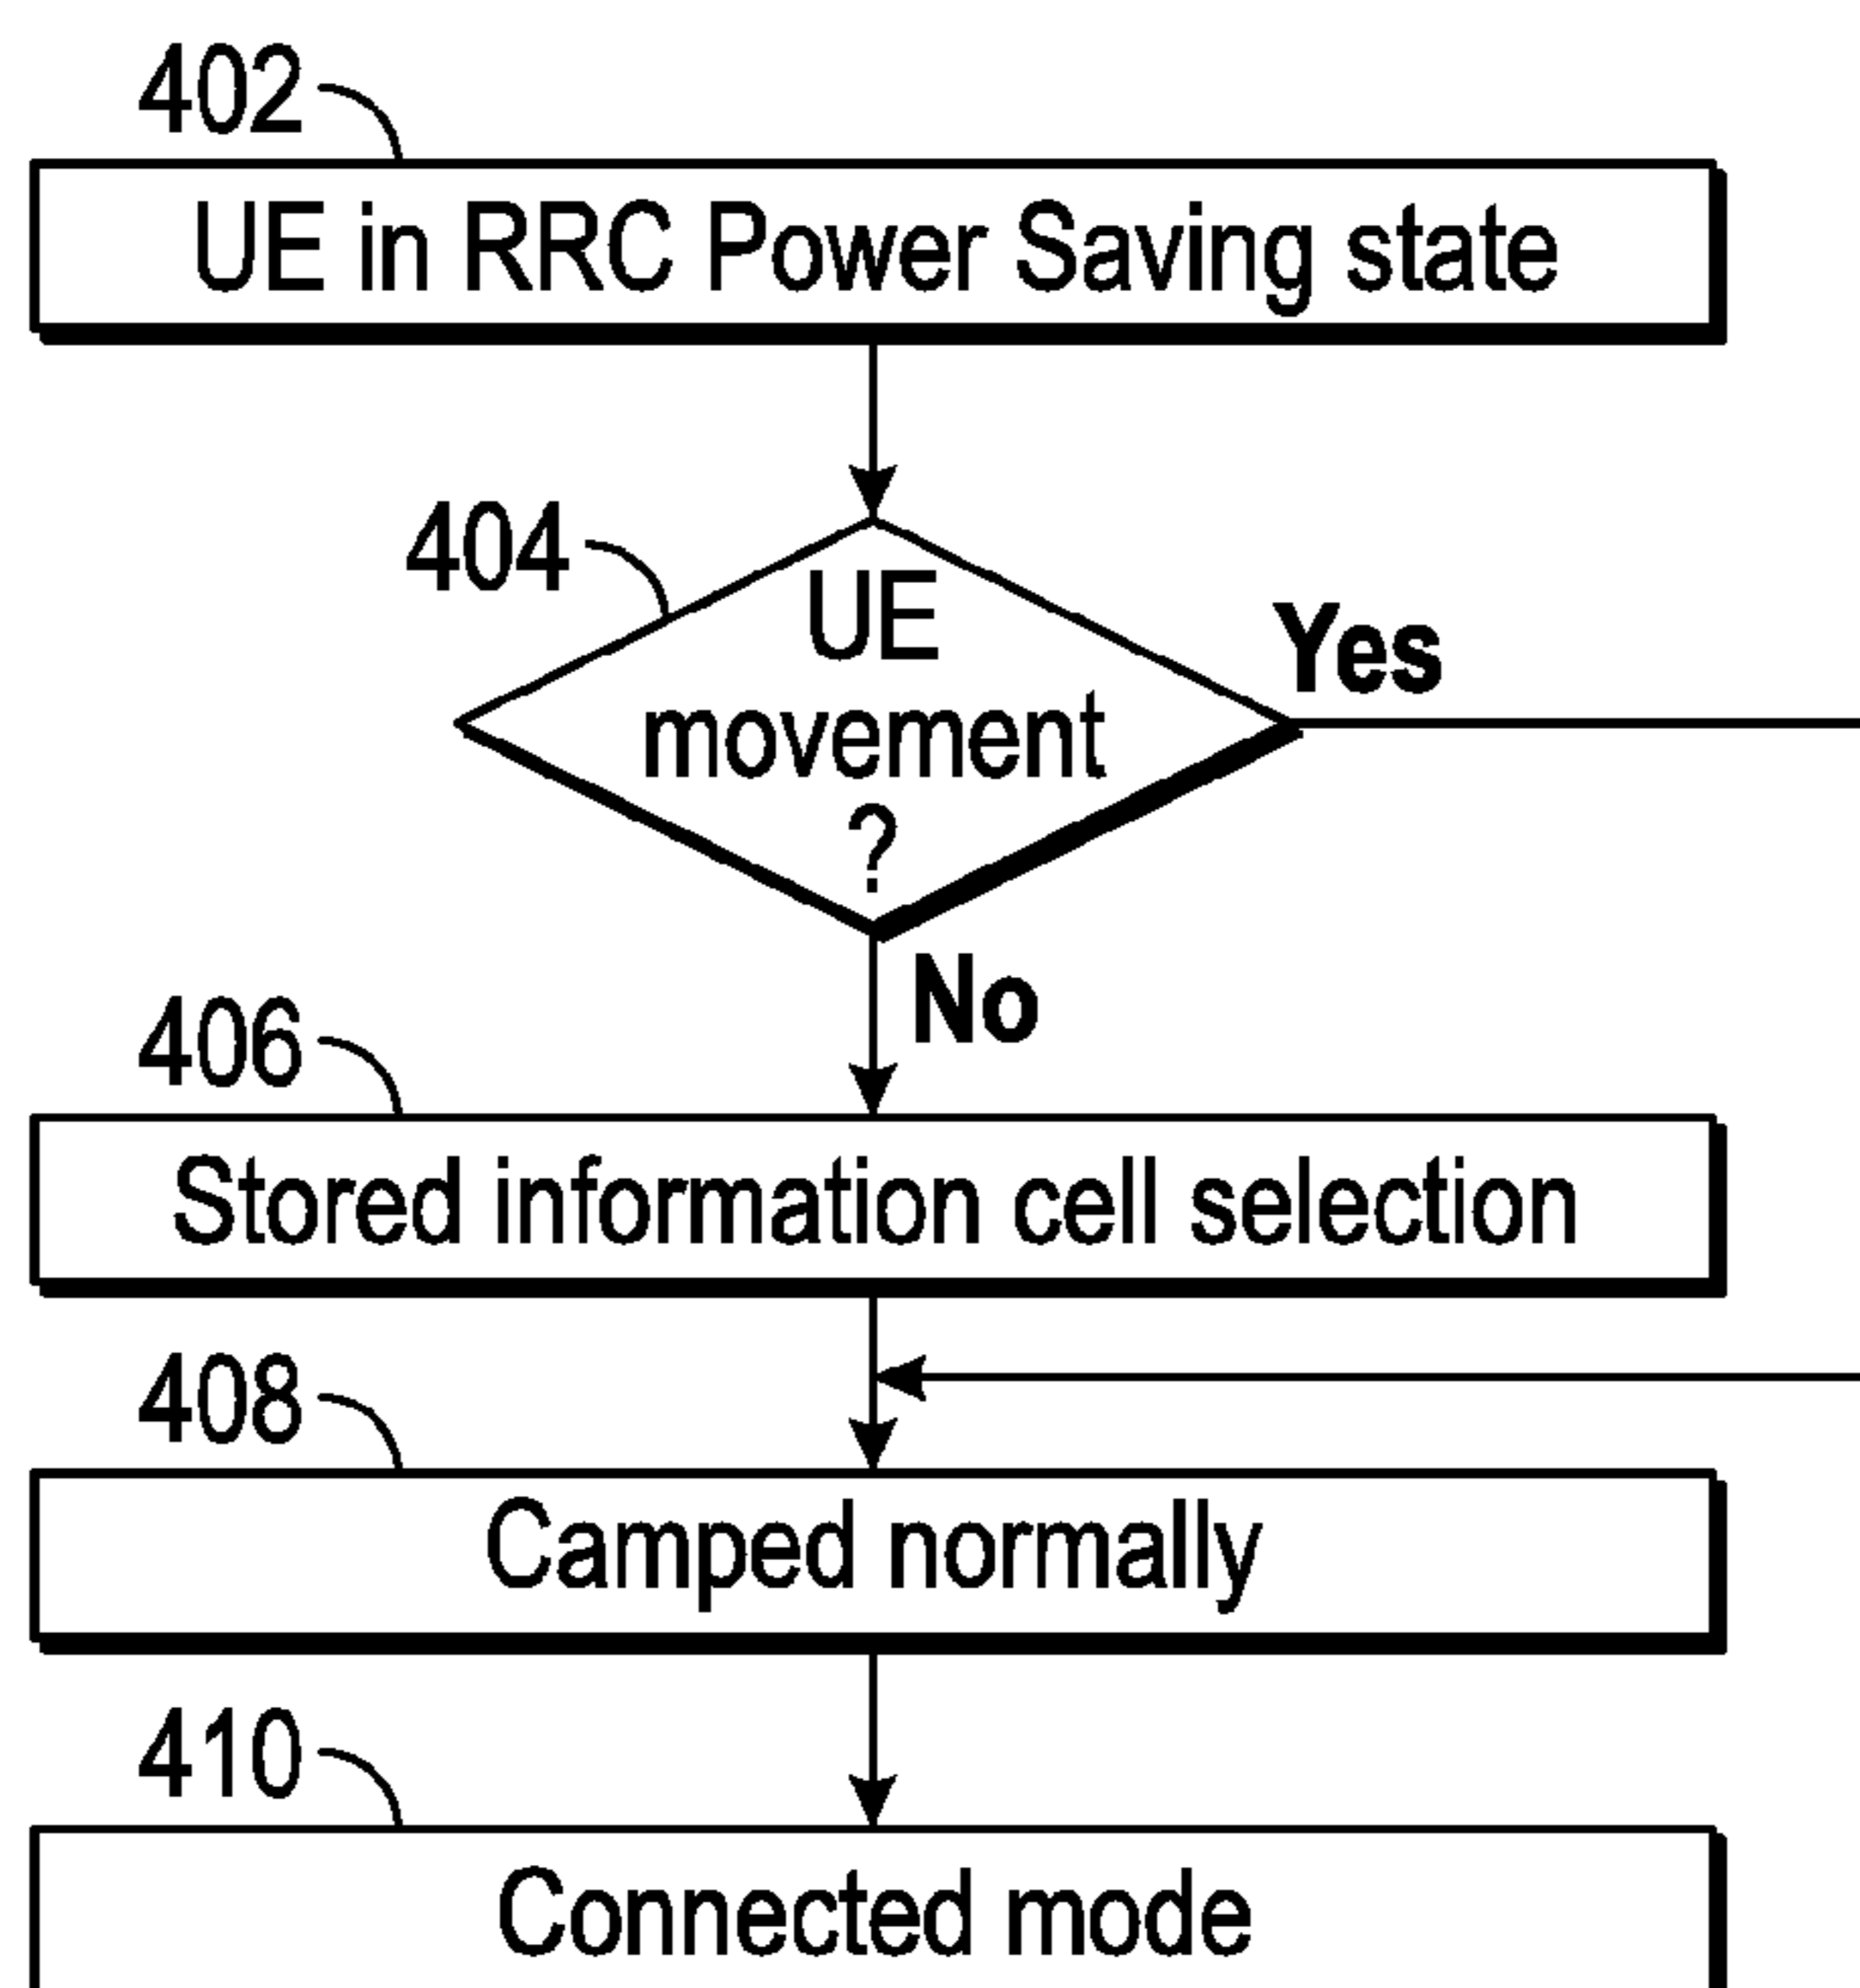 402
UE in RRC Power Saving state
404
UE
movement
?
Yes
No
406
Stored information cell selection
408
Camped normally
410
Connected mode